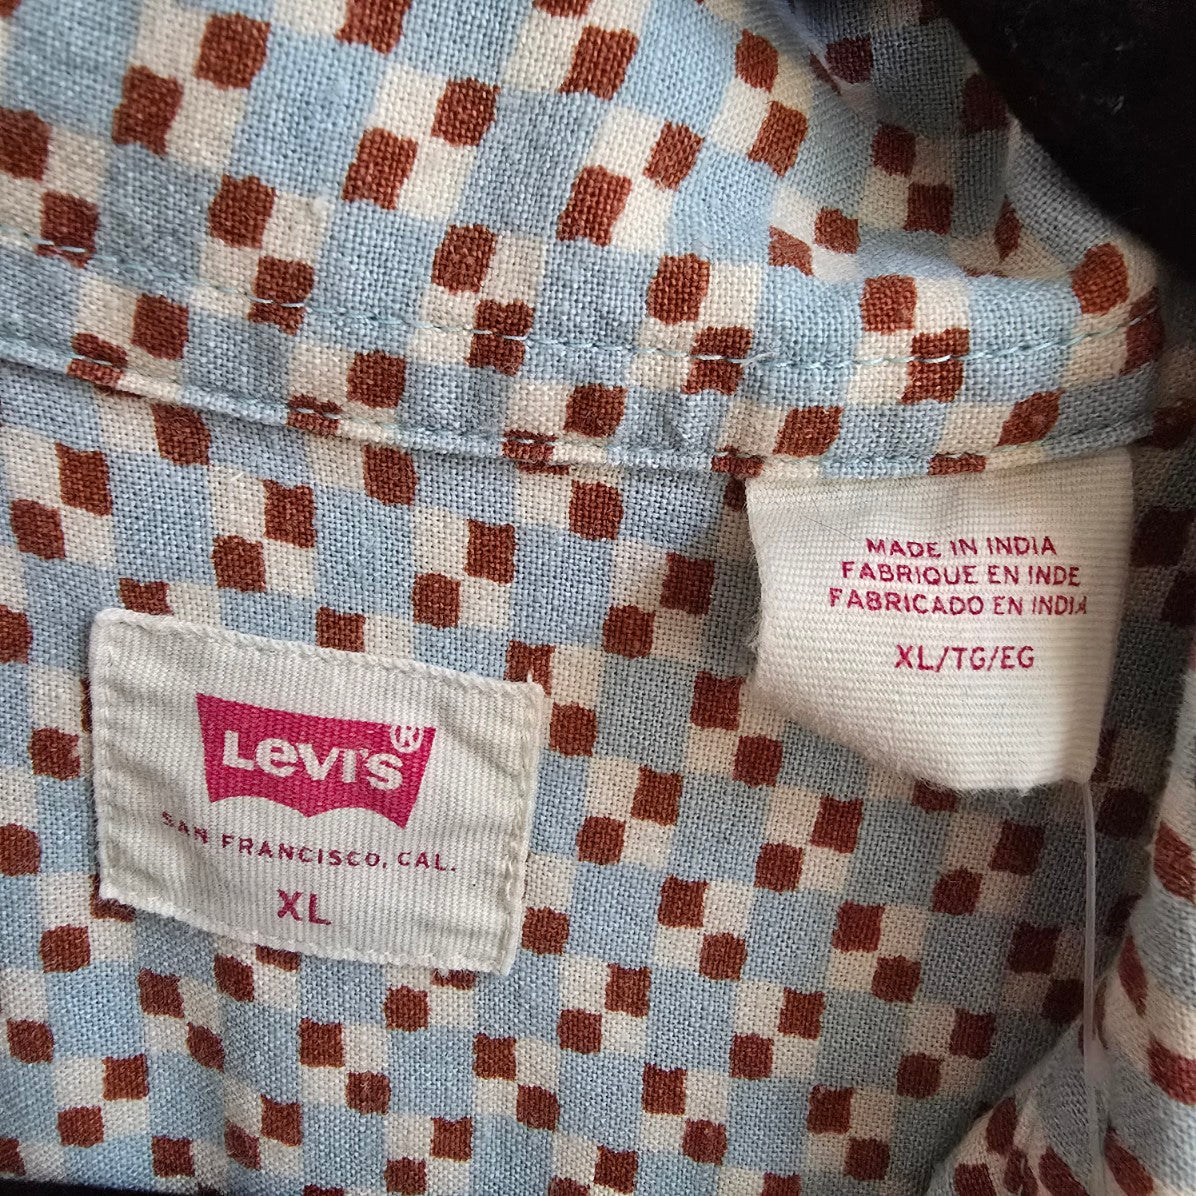 Levi's®
SAN FRANCISCO, CAL.
XL
MADE IN INDIA
FABRIQUE EN INDE
FABRICADO EN INDIA
XL/TG/EG